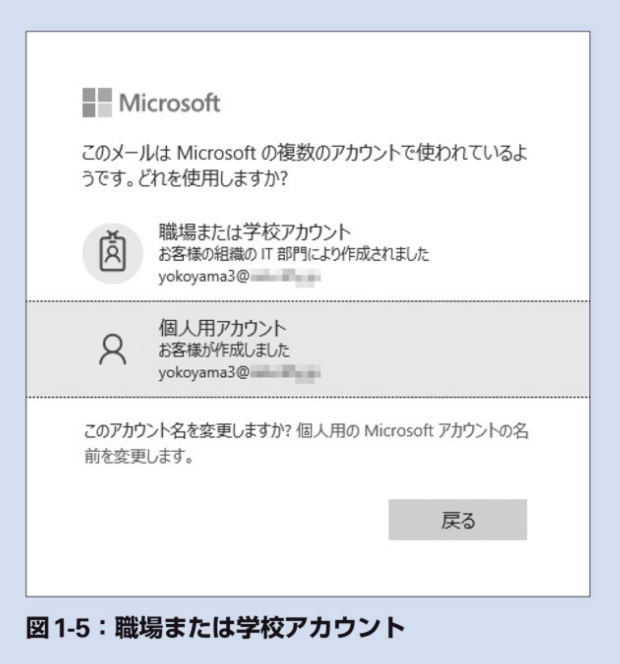 Microsoft
このメールは Microsoft の複数のアカウントで使われているよ
うです。どれを使用しますか?
職場または学校アカウント
お客様の組織の IT 部門により作成されました
yokoyama3@
個人用アカウント
お客様が作成しました
yokoyama3@
このアカウント名を変更しますか? 個人用の Microsoft アカウントの名
前を変更します。
戻る
図1-5：職場または学校アカウント